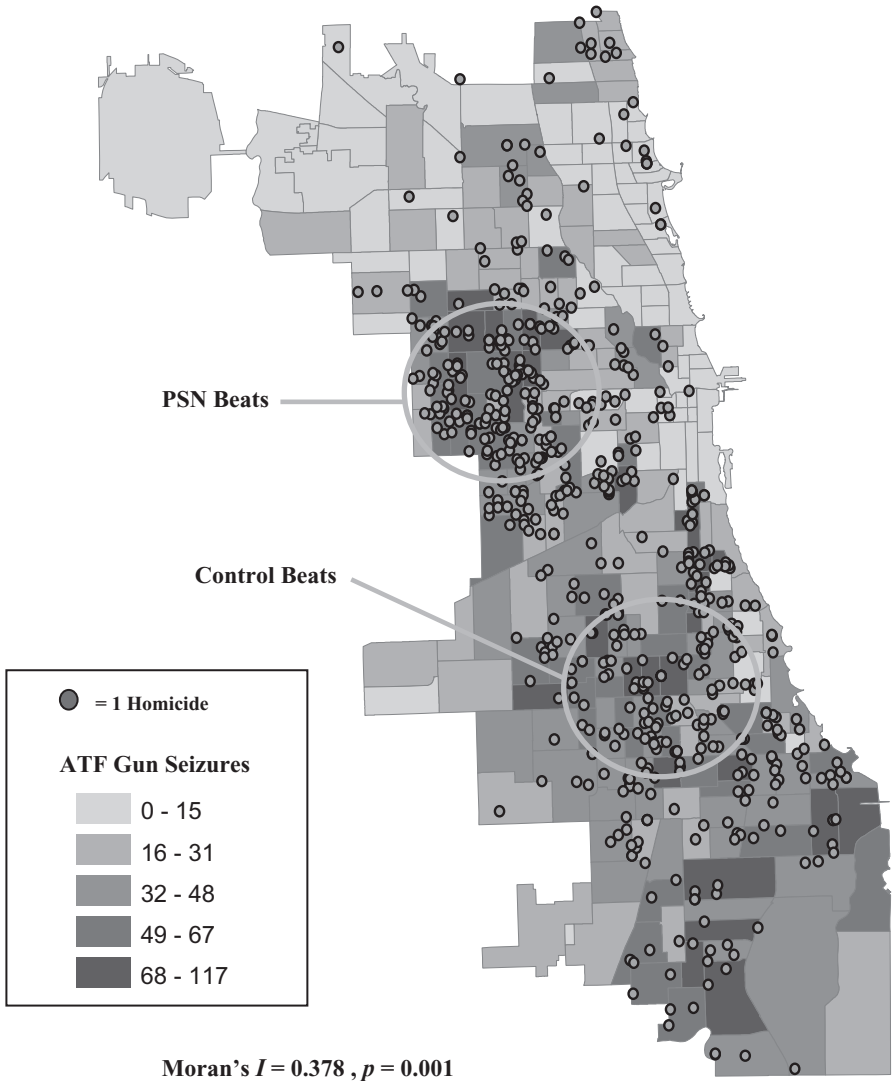 PSN Beats
Control Beats
= 1 Homicide
ATF Gun Seizures
0 - 15
16 - 31
32 - 48
49 - 67
68 - 117
Moran's I = 0.378 , p = 0.001